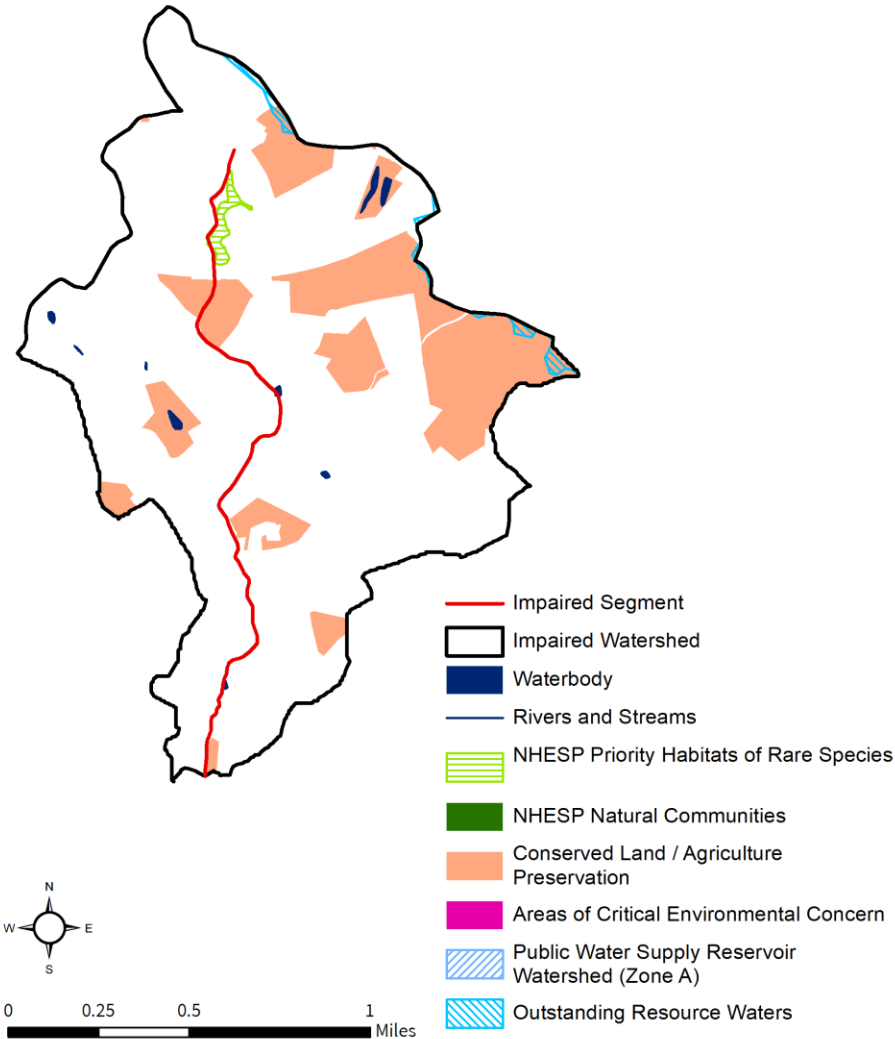 Impaired Segment
Impaired Watershed
Waterbody
Rivers and Streams
NHESP Priority Habitats of Rare Species
NHESP Natural Communities
Conserved Land / Agriculture
Preservation
Areas of Critical Environmental Concern
Public Water Supply Reservoir
Watershed (Zone A)
Outstanding Resource Waters
N
W E
S
0 0.25 0.5 1
Miles